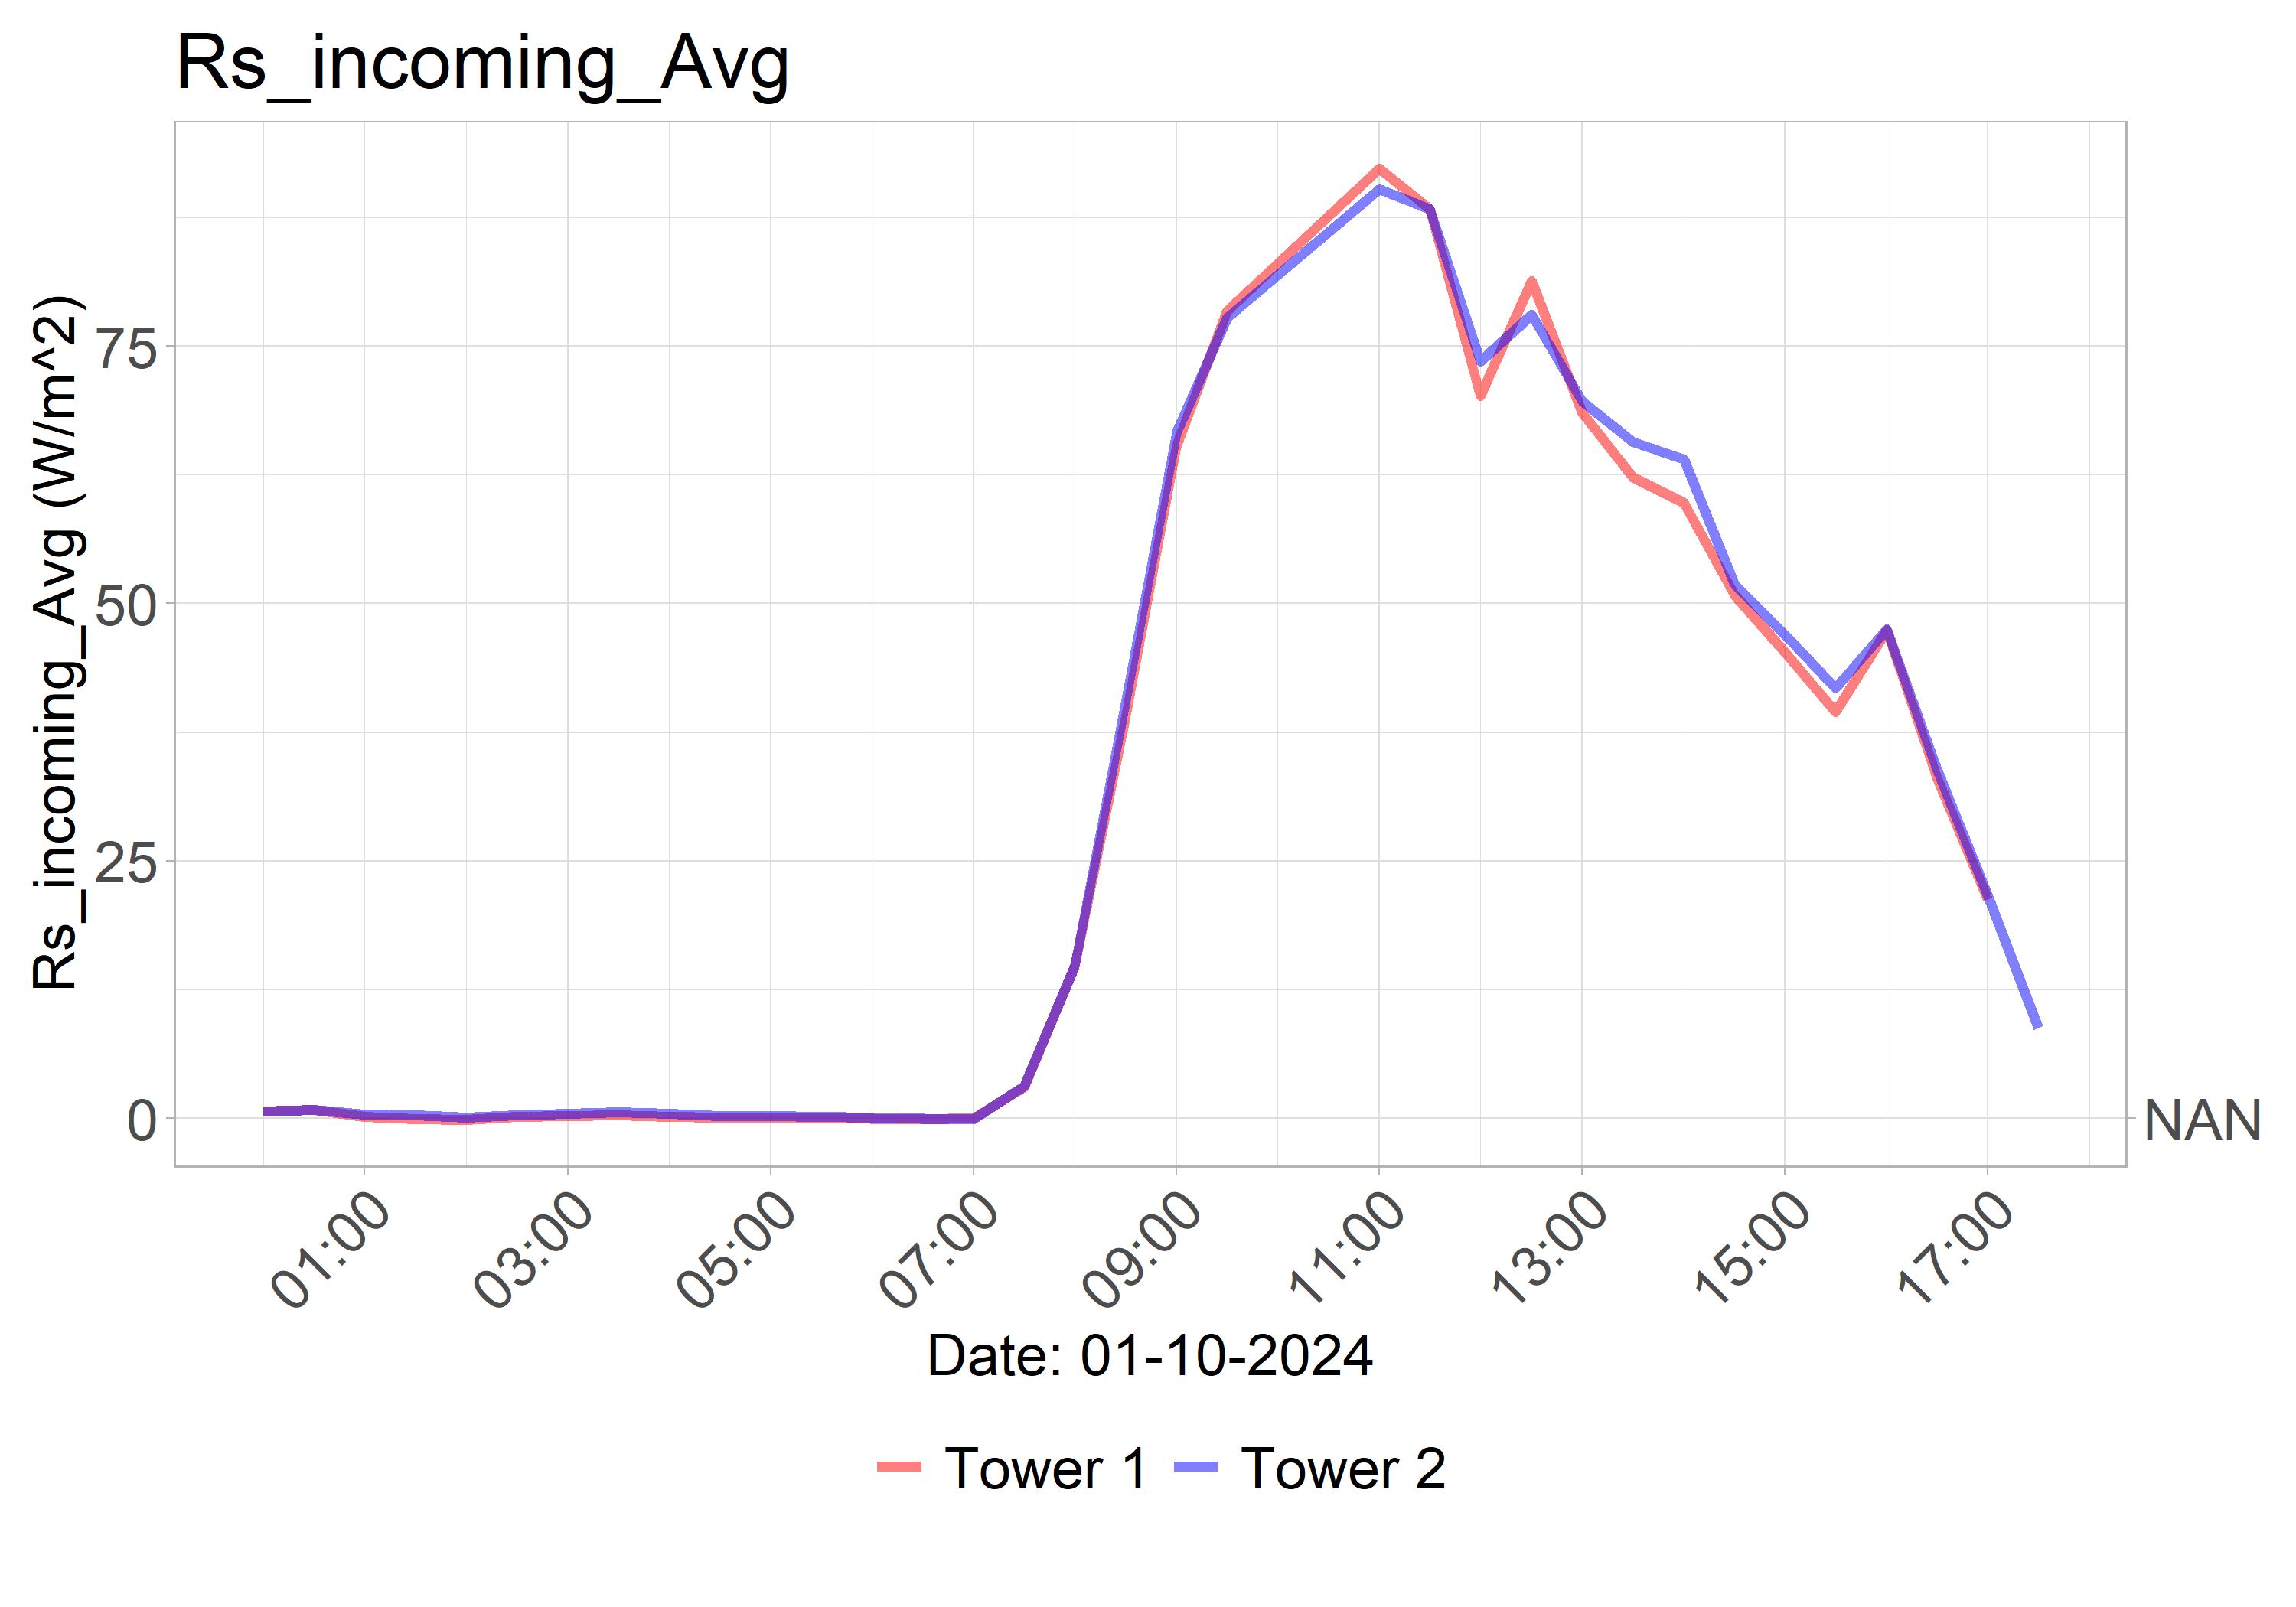 Rs_incoming_Avg
Rs_incoming_Avg (W/m^2)
75
50
25
0
NAN
01:00
03:00
05:00
07:00
09:00
11:00
13:00
15:00
17:00
Date: 01-10-2024
Tower 1
Tower 2